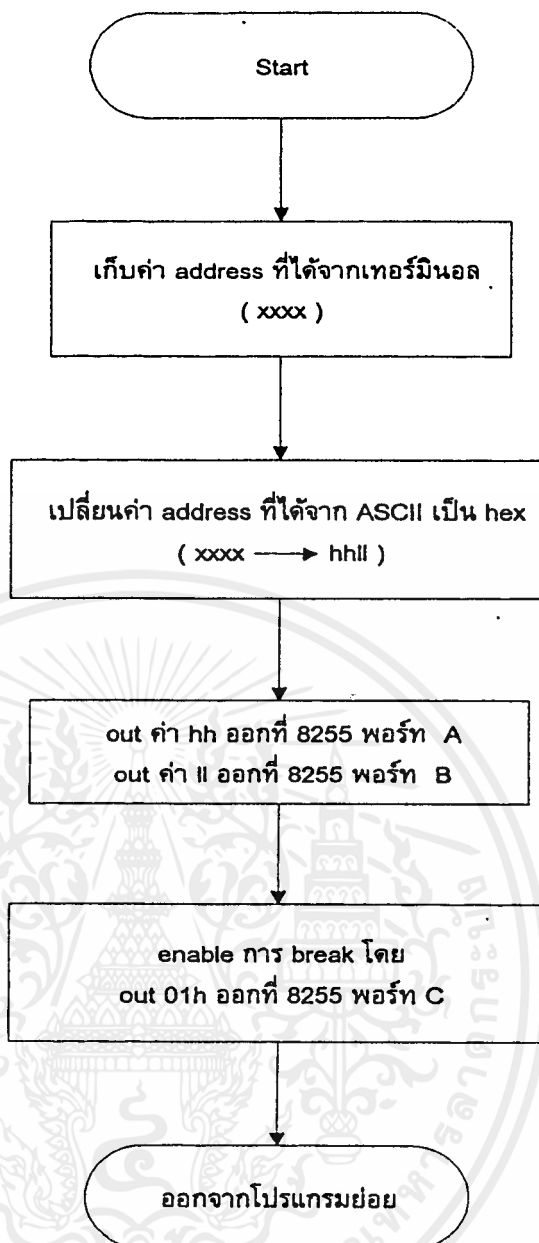 Start
เก็บค่า address ที่ได้จากเทอร์มินอล
( xxxx )
เปลี่ยนค่า address ที่ได้จาก ASCII เป็น hex
( xxxx → hhll )
out ค่า hh ออกที่ 8255 พอร์ท A
out ค่า ll ออกที่ 8255 พอร์ท B
enable การ break โดย
out 01h ออกที่ 8255 พอร์ท C
ออกจากโปรแกรมย่อย